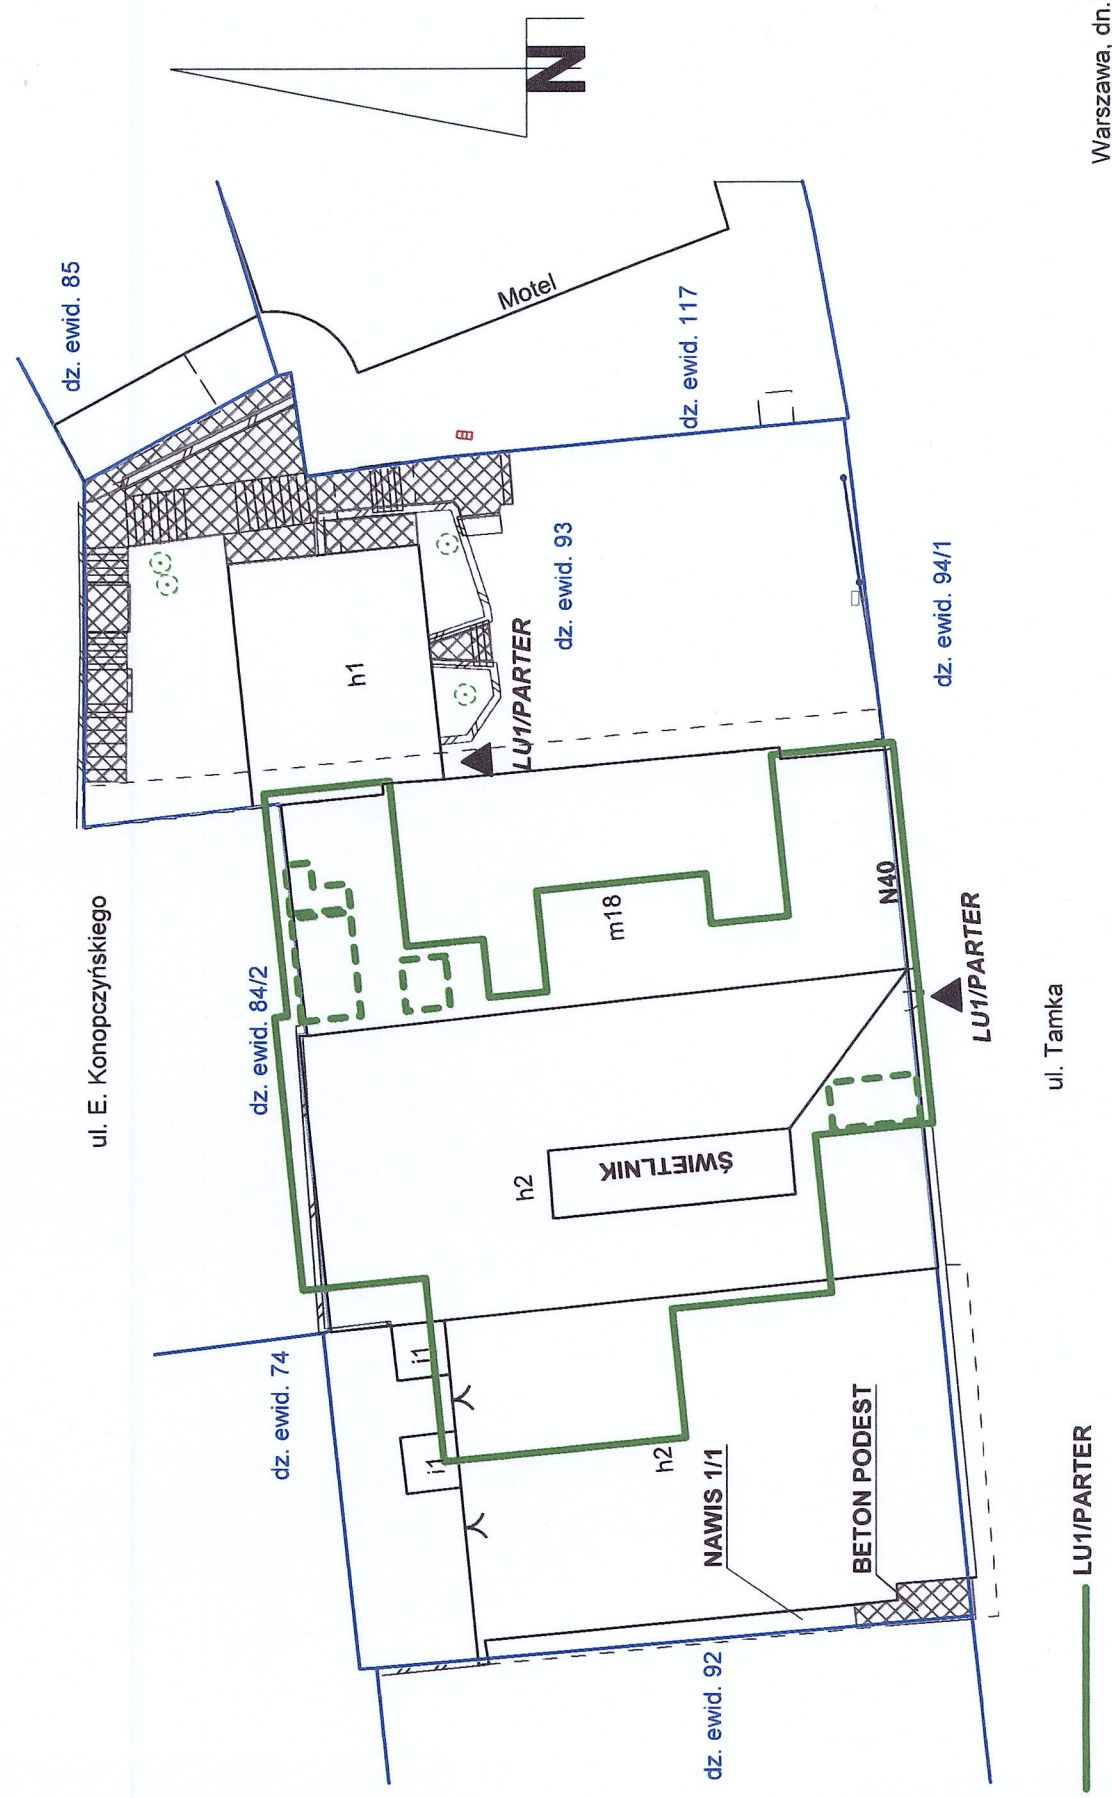 N
dz. ewid. 85
Motel
dz. ewid. 117
dz. ewid. 93
h1
LU1/PARTER
dz. ewid. 94/1
ul. E. Konopczyńskiego
dz. ewid. 84/2
m18
N40
LU1/PARTER
ul. Tamka
h2
ŚWIETLNIK
dz. ewid. 74
i1
i1
h2
NAWIS 1/1
BETON PODEST
dz. ewid. 92
LU1/PARTER
Warszawa, dn.